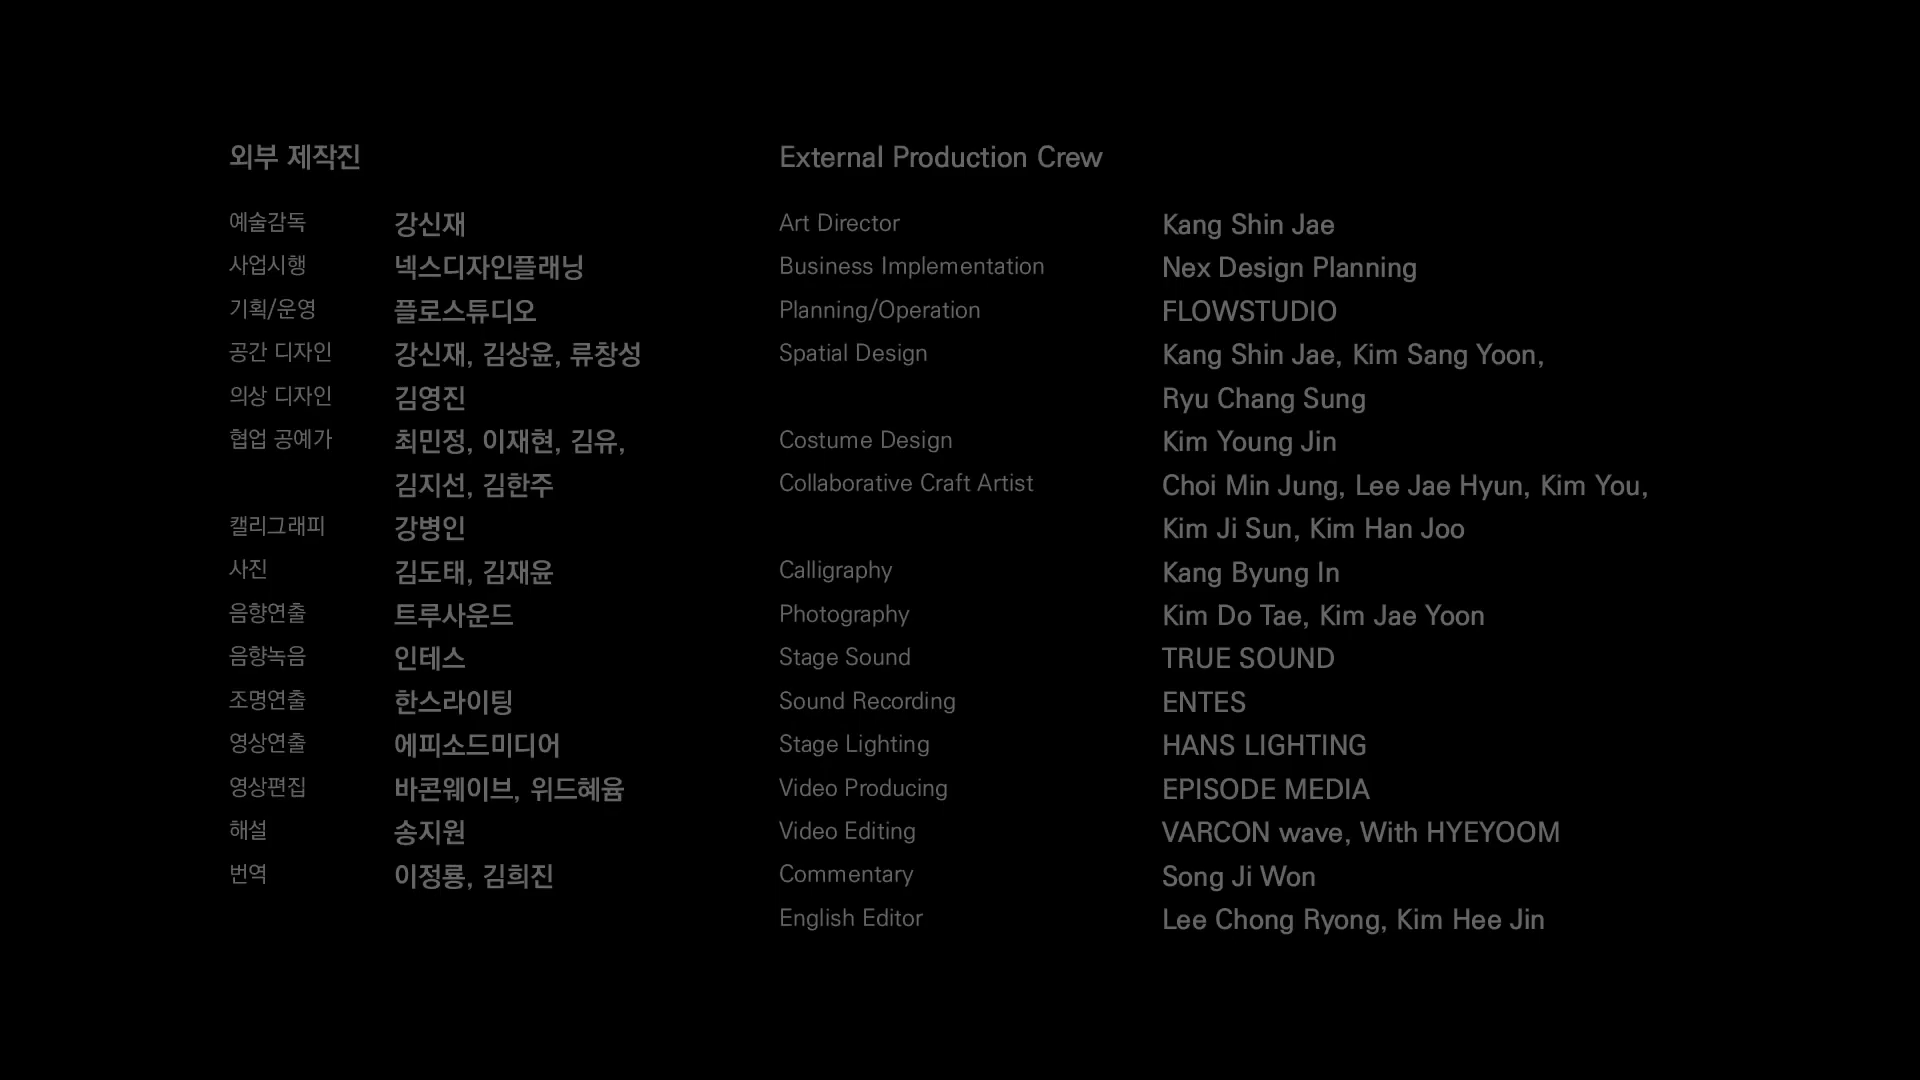 외부 제작진
예술감독 강신재
사업시행 넥스디자인플래닝
기획/운영 플로스튜디오
공간 디자인 강신재, 김상윤, 류창성
의상 디자인 김영진
협업 공예가 최민정, 이재현, 김유,
김지선, 김한주
캘리그래피 강병인
사진 김도태, 김재윤
음향연출 트루사운드
음향녹음 인테스
조명연출 한스라이팅
영상연출 에피소드미디어
영상편집 바콘웨이브, 위드혜윰
해설 송지원
번역 이정룡, 김희진
External Production Crew
Art Director Kang Shin Jae
Business Implementation Nex Design Planning
Planning/Operation FLOWSTUDIO
Spatial Design Kang Shin Jae, Kim Sang Yoon,
Ryu Chang Sung
Costume Design Kim Young Jin
Collaborative Craft Artist Choi Min Jung, Lee Jae Hyun, Kim You,
Kim Ji Sun, Kim Han Joo
Calligraphy Kang Byung In
Photography Kim Do Tae, Kim Jae Yoon
Stage Sound TRUE SOUND
Sound Recording ENTES
Stage Lighting HANS LIGHTING
Video Producing EPISODE MEDIA
Video Editing VARCON wave, With HYEYOOM
Commentary Song Ji Won
English Editor Lee Chong Ryong, Kim Hee Jin